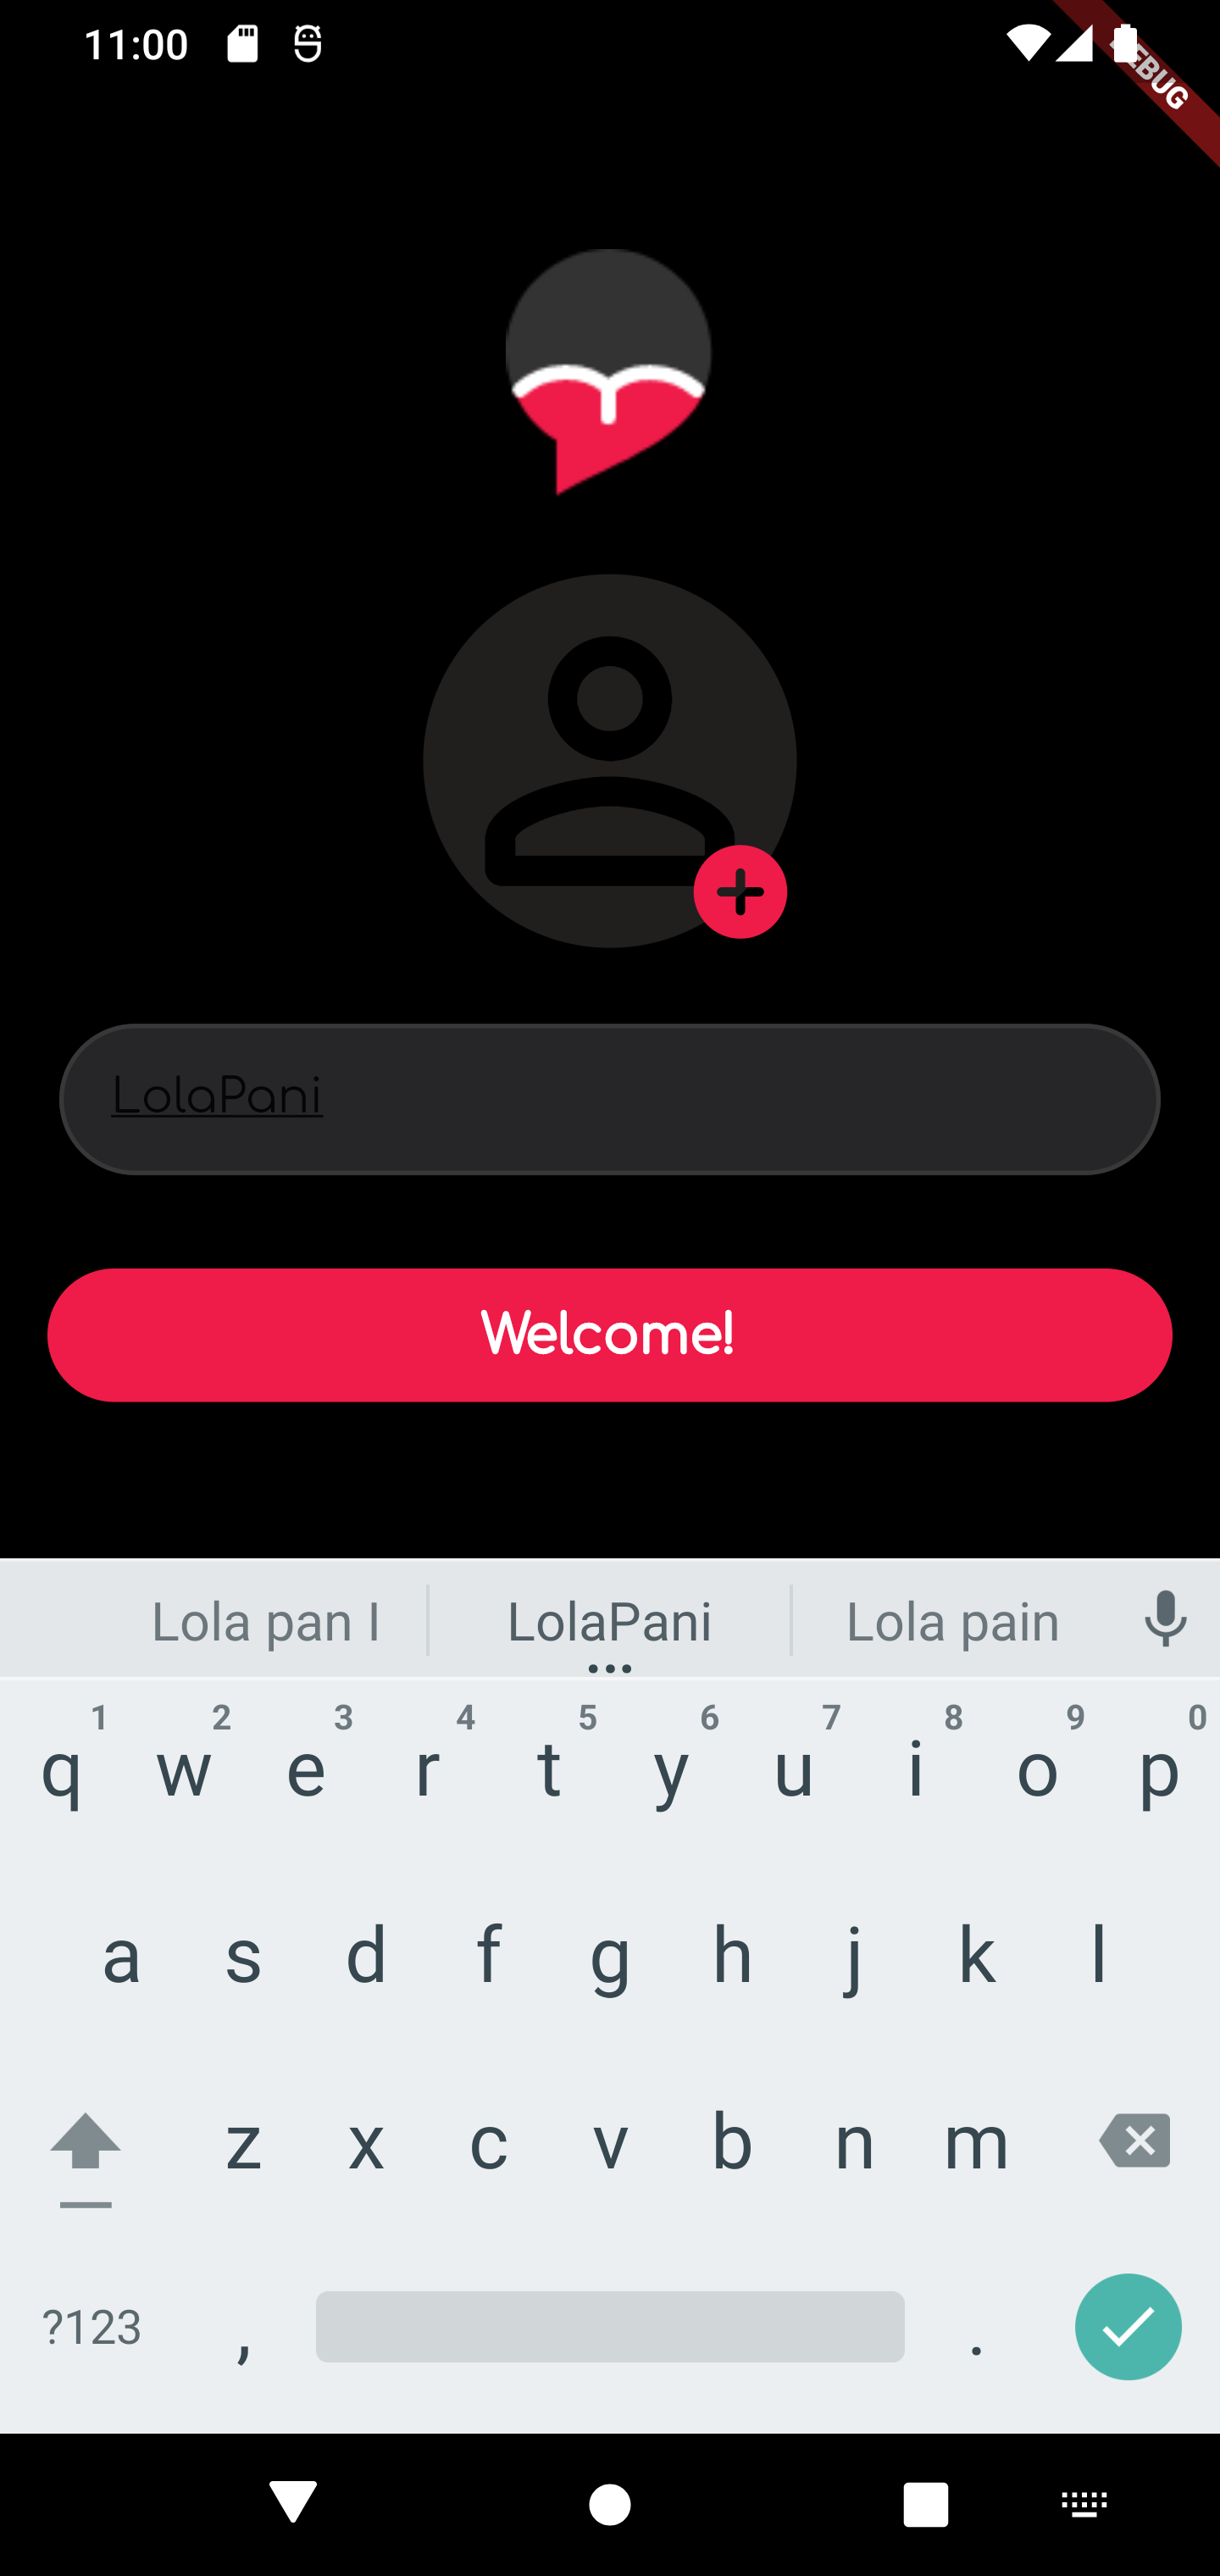 11:00
DEBUG
LolaPani
Welcome!
Lola pan I
LolaPani
Lola pain
1 2 3 4 5 6 7 8 9 0
q w e r t y u i o p
a s d f g h j k l
z x c v b n m
?123 , .